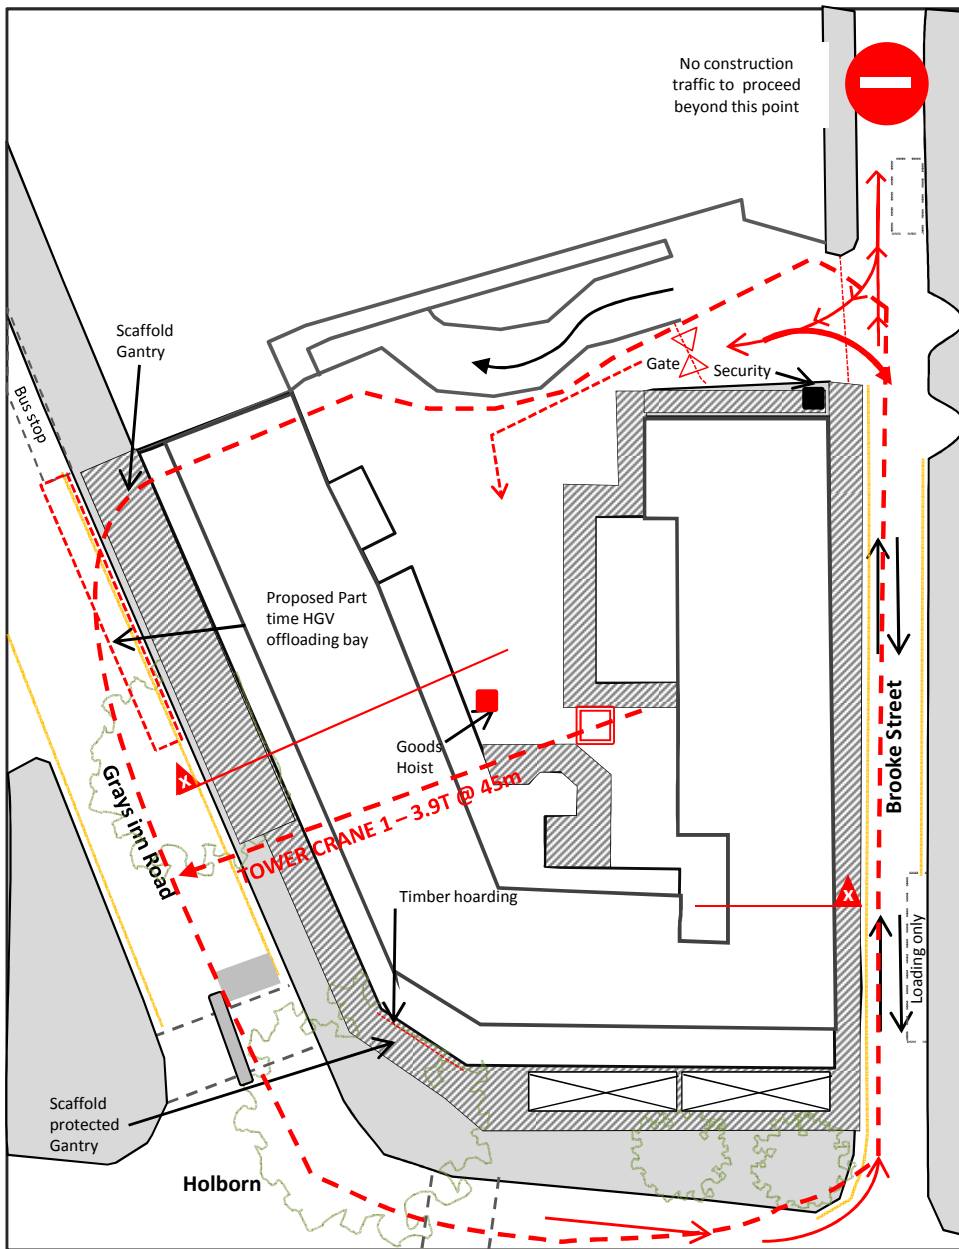 No construction
traffic to proceed
beyond this point
Scaffold
Gantry
Bus stop
Gate
Security
Proposed Part
time HGV
offloading bay
Goods
Hoist
Brooke Street
X
Grays inn Road
TOWER CRANE 1 – 3.9T @ 45m
Timber hoarding
X
Loading only
Scaffold
protected
Gantry
Holborn